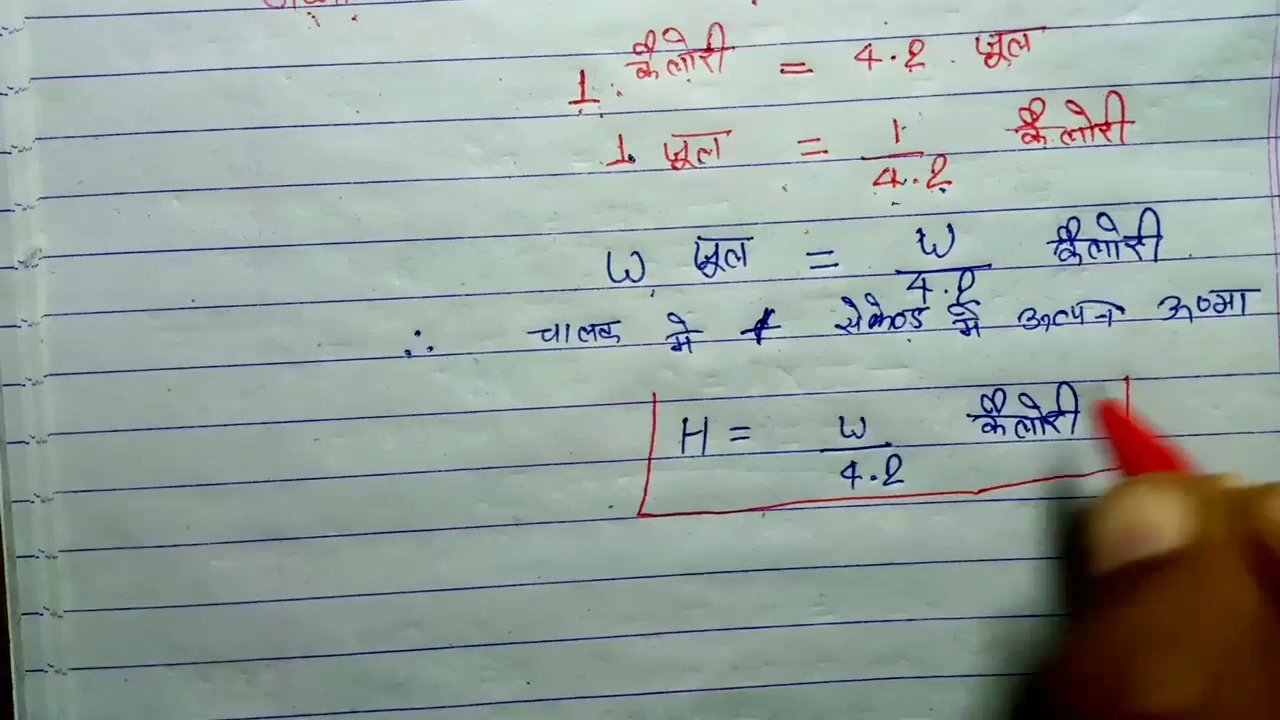 1 कैलोरी = 4.2 जूल
1 जूल = 1/4.2 कैलोरी
W जूल = W/4.2 कैलोरी
∴ चालक मे t सेकेण्ड मे उत्पन्न ऊष्मा
H = W/4.2 कैलोरी